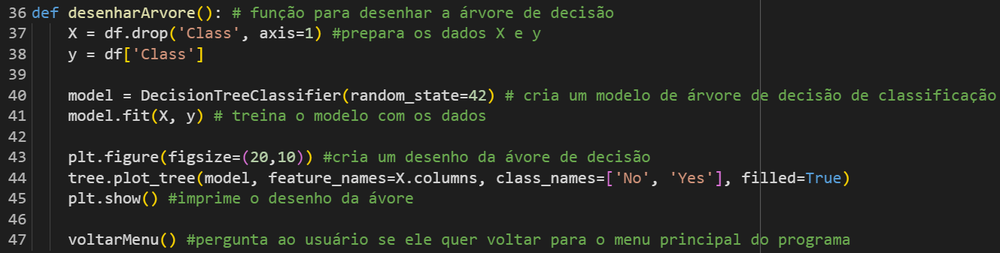 36 def desenharArvore(): # função para desenhar a árvore de decisão
37     X = df.drop('Class', axis=1) #prepara os dados X e y
38     y = df['Class']
39
40     model = DecisionTreeClassifier(random_state=42) # cria um modelo de árvore de decisão de classificação
41     model.fit(X, y) # treina o modelo com os dados
42
43     plt.figure(figsize=(20,10)) #cria um desenho da ávore de decisão
44     tree.plot_tree(model, feature_names=X.columns, class_names=['No', 'Yes'], filled=True)
45     plt.show() #imprime o desenho da ávore
46
47     voltarMenu() #pergunta ao usuário se ele quer voltar para o menu principal do programa